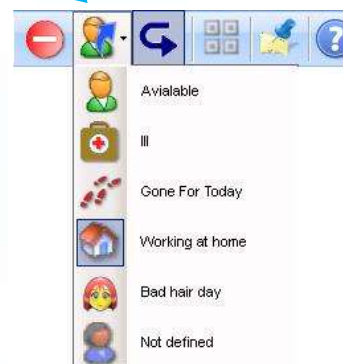 Avialable
Ill
Gone For Today
Working at home
Bad hair day
Not defined